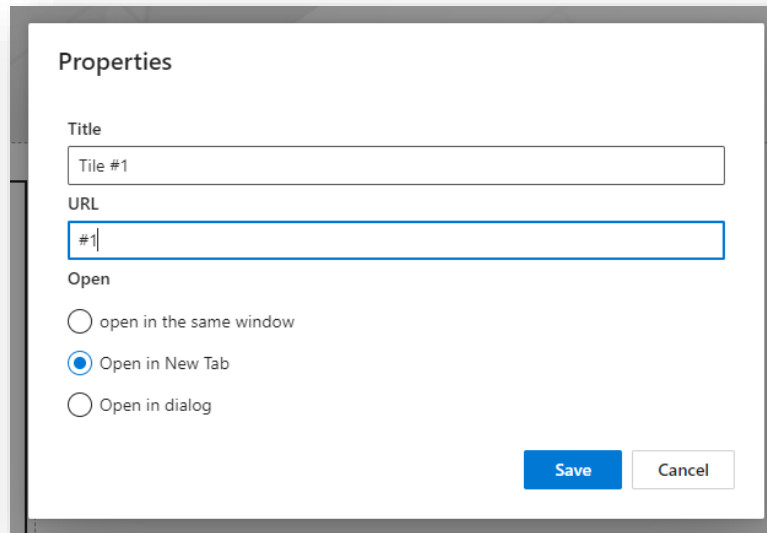 Properties
Title
Tile #1
URL
#1
Open
open in the same window
Open in New Tab
Open in dialog
Save Cancel